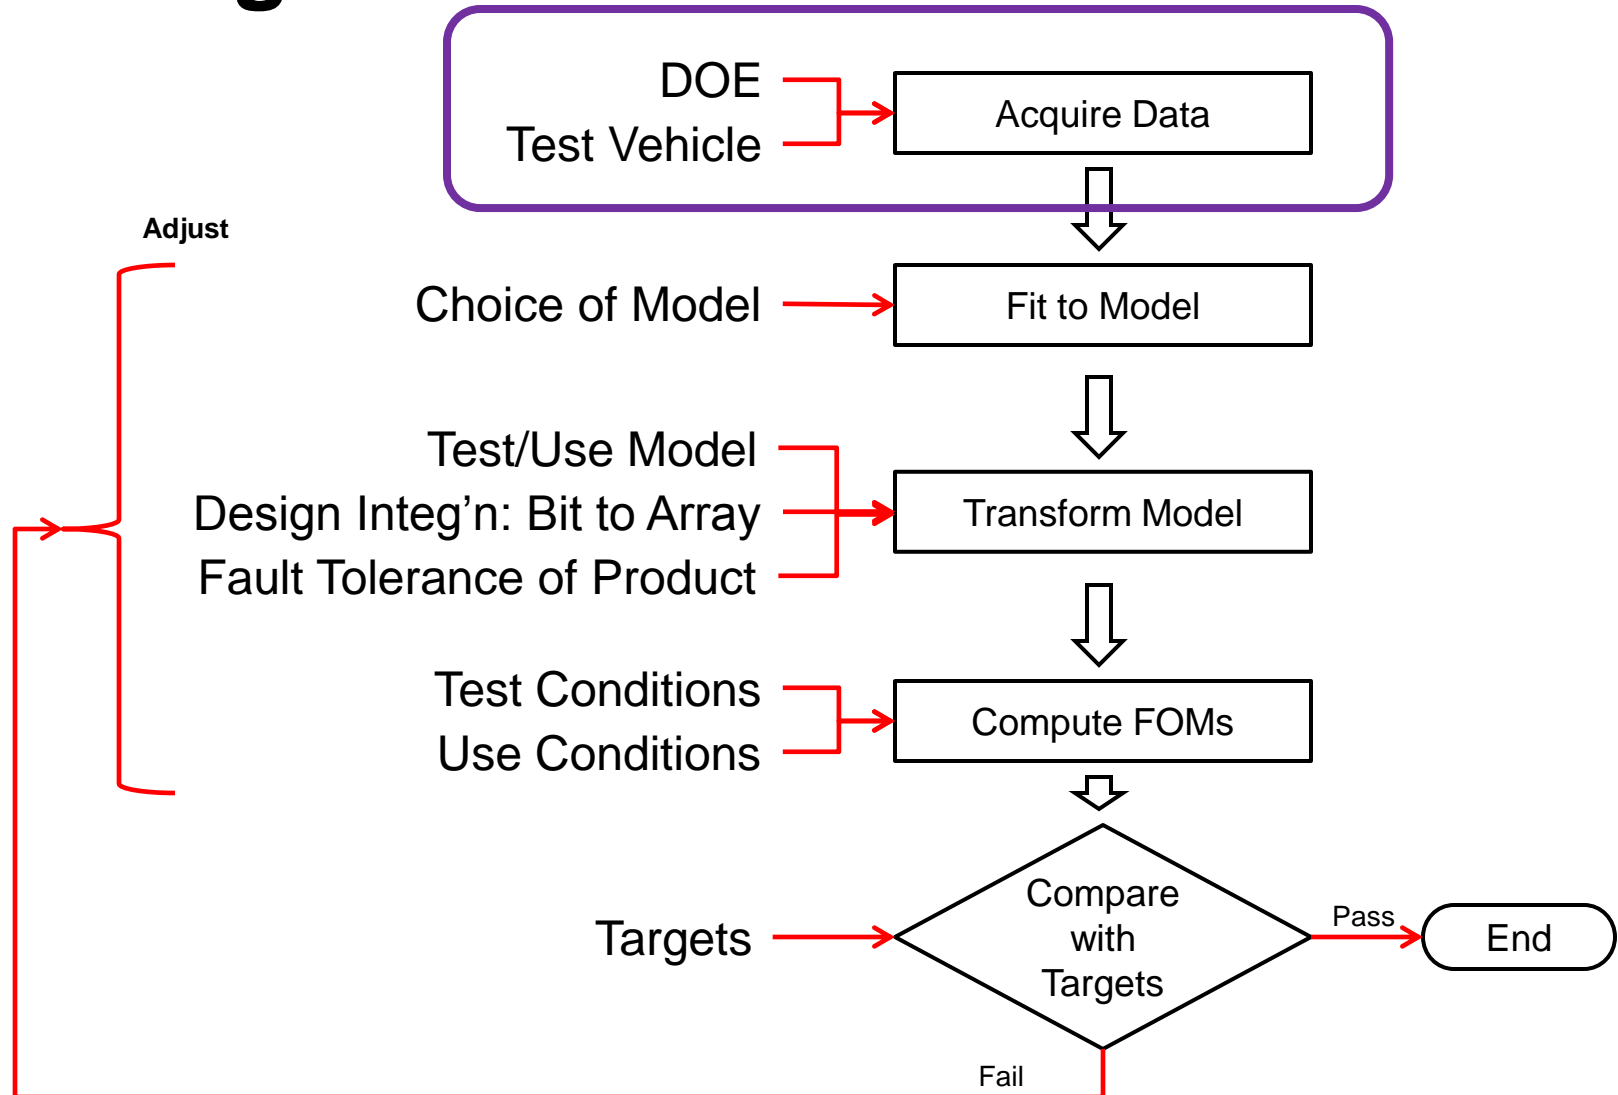 DOE
Test Vehicle
Acquire Data
Adjust
Choice of Model
Fit to Model
Test/Use Model
Design Integ’n: Bit to Array
Fault Tolerance of Product
Transform Model
Test Conditions
Use Conditions
Compute FOMs
Targets
Compare
with
Targets
Pass
End
Fail